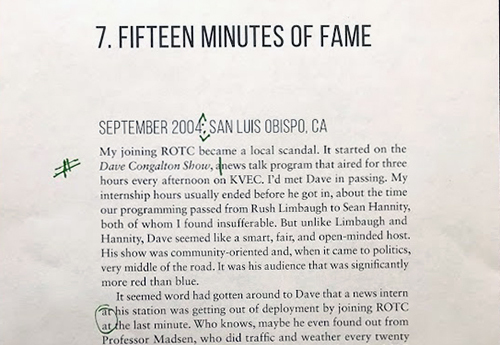 7. FIFTEEN MINUTES OF FAME
SEPTEMBER 2004: SAN LUIS OBISPO, CA
My joining ROTC became a local scandal. It started on the
# Dave Congalton Show, anews talk program that aired for three
hours every afternoon on KVEC. I'd met Dave in passing. My
internship hours usually ended before he got in, about the time
our programming passed from Rush Limbaugh to Sean Hannity,
both of whom I found insufferable. But unlike Limbaugh and
Hannity, Dave seemed like a smart, fair, and open-minded host.
His show was community-oriented and, when it came to politics,
very middle of the road. It was his audience that was significantly
more red than blue.
It seemed word had gotten around to Dave that a news intern
at his station was getting out of deployment by joining ROTC
at the last minute. Who knows, maybe he even found out from
Professor Madsen, who did traffic and weather every twenty